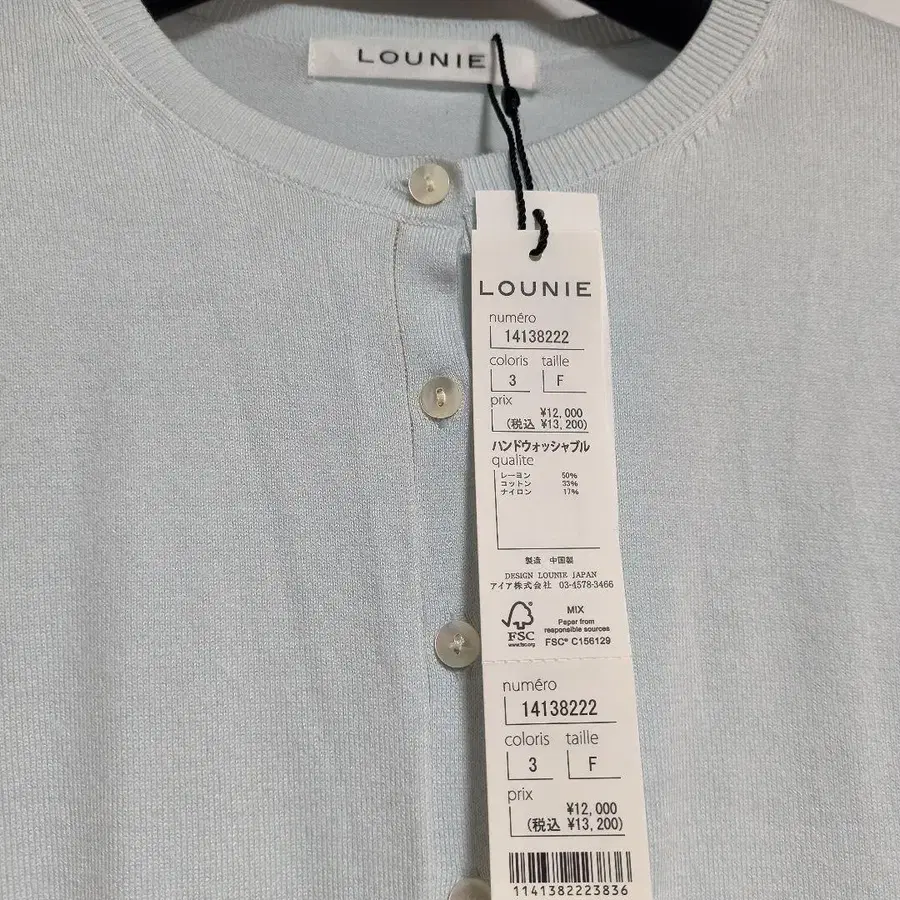 LOUNIE
LOUNIE
numéro
14138222
coloris taille
3 F
prix
¥12,000
(税込 ¥13,200)
ハンドウォッシャブル
qualite
レーヨン 50%
コットン 33%
ナイロン 17%
製造 中国製
DESIGN LOUNIE JAPAN
アイア株式会社 03-4578-3466
FSC
www.fsc.org
MIX
Paper from
responsible sources
FSC® C156129
numéro
14138222
coloris taille
3 F
prix
¥12,000
(税込 ¥13,200)
1141382223836